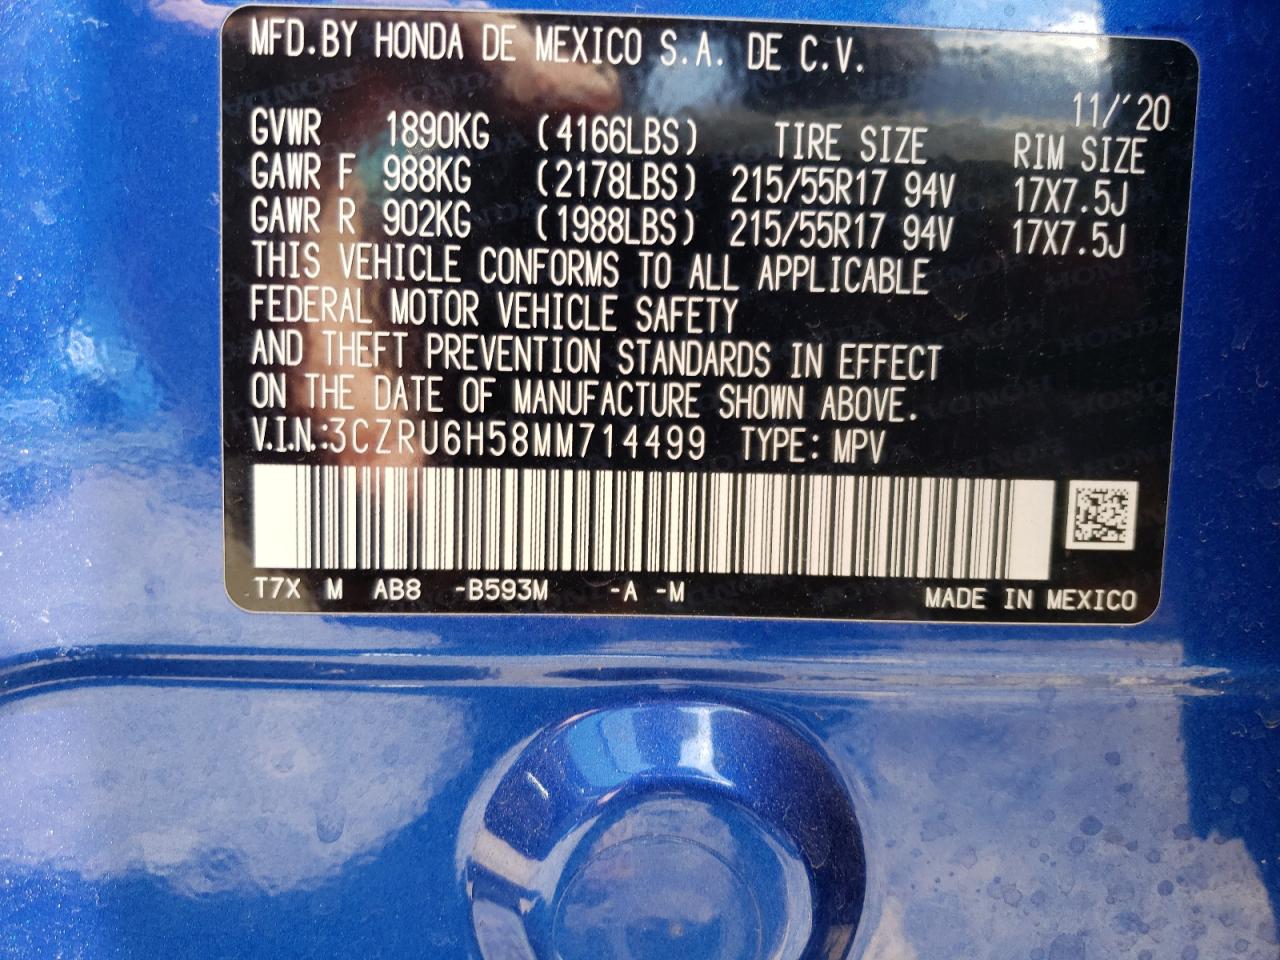 MFD.BY HONDA DE MEXICO S.A. DE C.V.
11/'20
GVWR 1890KG (4166LBS) TIRE SIZE RIM SIZE
GAWR F 988KG (2178LBS) 215/55R17 94V 17X7.5J
GAWR R 902KG (1988LBS) 215/55R17 94V 17X7.5J
THIS VEHICLE CONFORMS TO ALL APPLICABLE
FEDERAL MOTOR VEHICLE SAFETY
AND THEFT PREVENTION STANDARDS IN EFFECT
ON THE DATE OF MANUFACTURE SHOWN ABOVE.
V.I.N.:3CZRU6H58MM714499 TYPE: MPV
T7X M AB8 -B593M -A -M MADE IN MEXICO